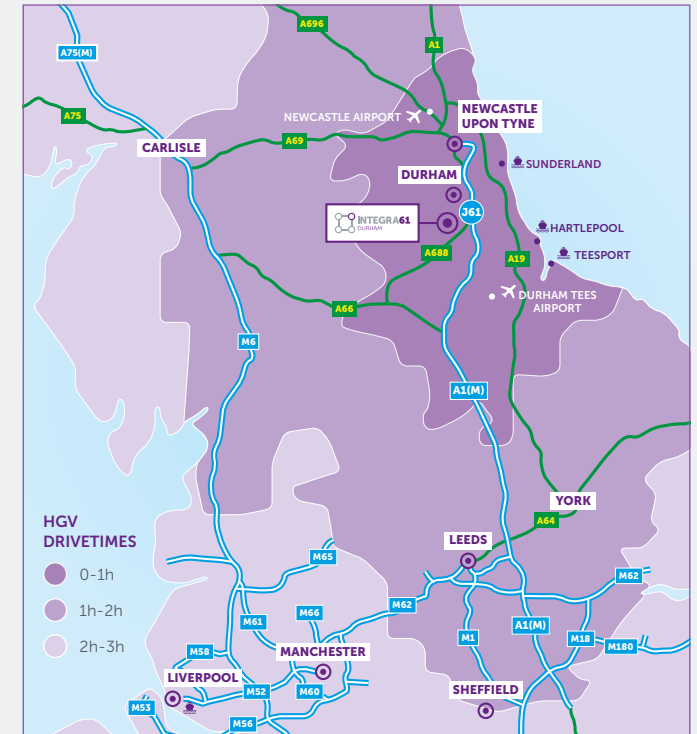 A696
A1
A75(M)
NEWCASTLE
UPON TYNE
A75
NEWCASTLE AIRPORT
A69
CARLISLE
SUNDERLAND
DURHAM
J61
INTEGRA61
DURHAM
HARTLEPOOL
A688
A19
TEESPORT
DURHAM TEES
AIRPORT
A66
M6
A1(M)
YORK
HGV
DRIVETIMES
A64
LEEDS
0-1h
1h-2h
2h-3h
M65
M62
M62
M66
M61
A1(M)
M1
M18
M180
M58
MANCHESTER
LIVERPOOL
M52
M60
SHEFFIELD
M53
M56